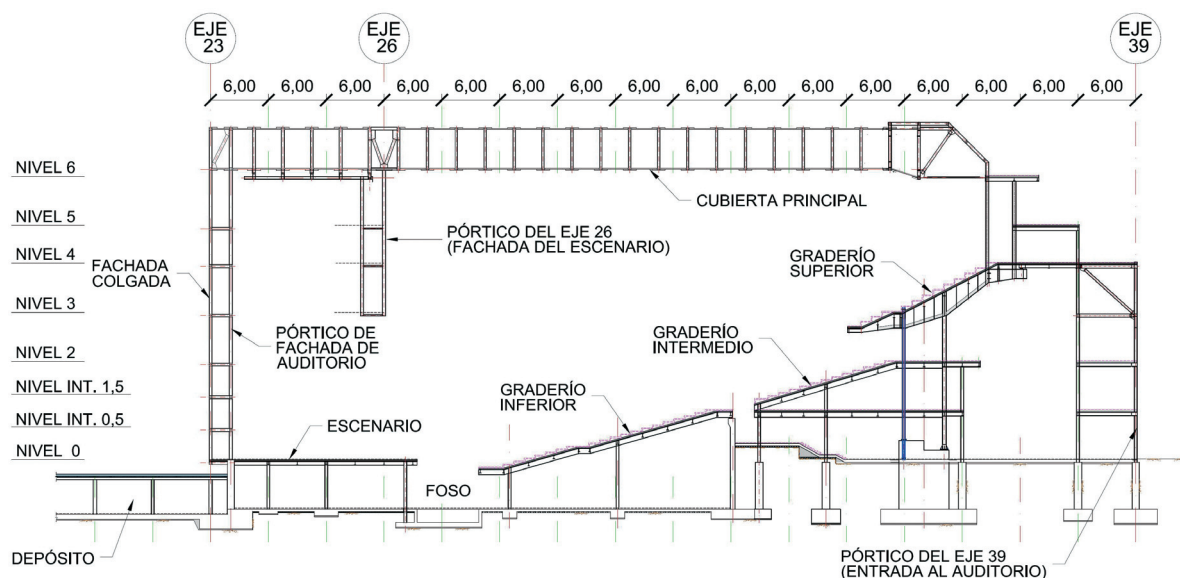 EJE
23
EJE
26
EJE
39
6,00 6,00 6,00 6,00 6,00 6,00 6,00 6,00 6,00 6,00 6,00 6,00 6,00 6,00 6,00 6,00
NIVEL 6
CUBIERTA PRINCIPAL
NIVEL 5
PÓRTICO DEL EJE 26
(FACHADA DEL ESCENARIO)
NIVEL 4
FACHADA
COLGADA
GRADERÍO
SUPERIOR
NIVEL 3
PÓRTICO DE
FACHADA DE
AUDITORIO
GRADERÍO
INTERMEDIO
NIVEL 2
NIVEL INT. 1,5
GRADERÍO
INFERIOR
NIVEL INT. 0,5
ESCENARIO
NIVEL 0
FOSO
DEPÓSITO
PÓRTICO DEL EJE 39
(ENTRADA AL AUDITORIO)